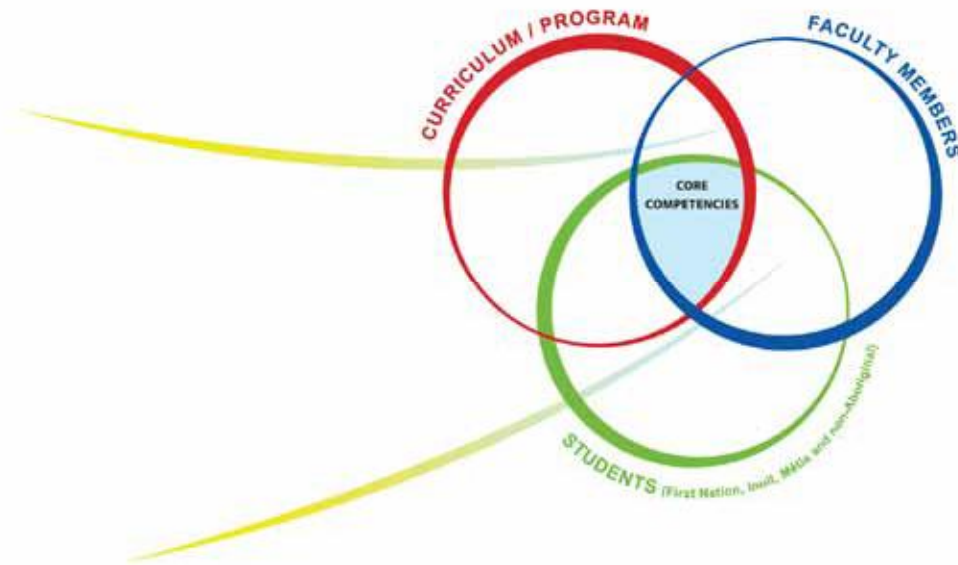 CURRICULUM / PROGRAM
FACULTY MEMBERS
CORE
COMPETENCIES
STUDENTS (First Nation, Inuit, Métis and non-Aboriginal)